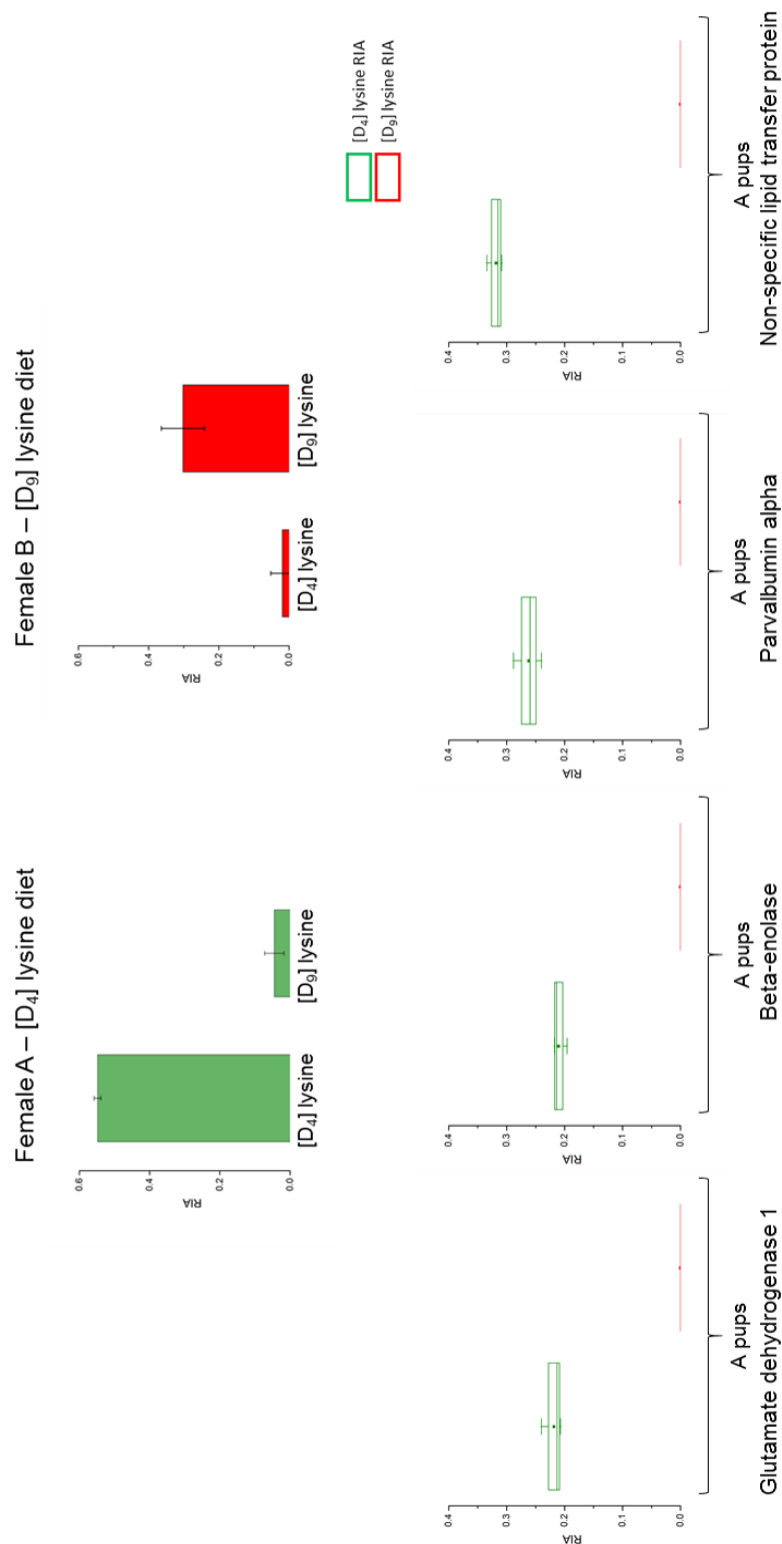 Female A – [D4] lysine diet
RIA
0.6
0.4
0.2
0.0
[D4] lysine
[D9] lysine
Female B – [D9] lysine diet
RIA
0.6
0.4
0.2
0.0
[D4] lysine
[D9] lysine
[D4] lysine RIA
[D9] lysine RIA
RIA
0.4
0.3
0.2
0.1
0.0
A pups
Glutamate dehydrogenase 1
RIA
0.4
0.3
0.2
0.1
0.0
A pups
Beta-enolase
RIA
0.4
0.3
0.2
0.1
0.0
A pups
Parvalbumin alpha
RIA
0.4
0.3
0.2
0.1
0.0
A pups
Non-specific lipid transfer protein